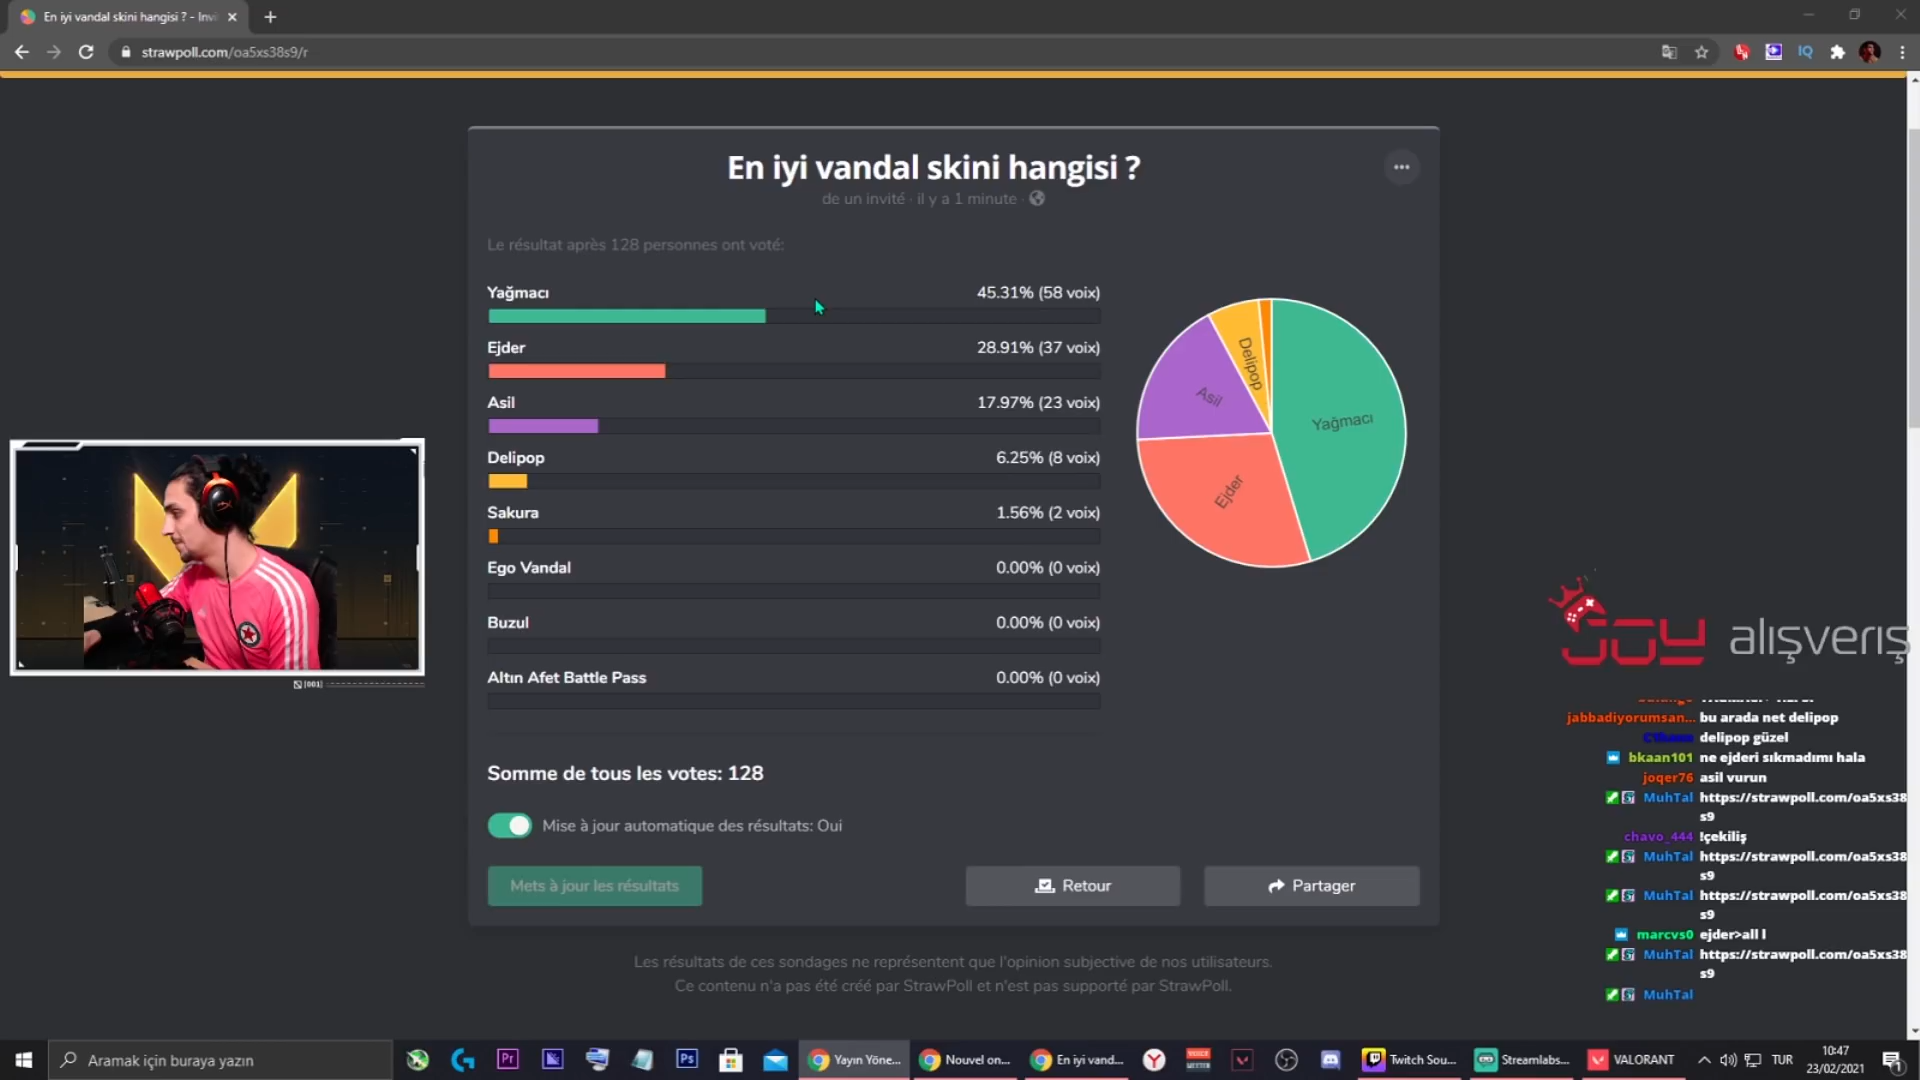 En iyi vandal skini hangisi ? - Invi
strawpoll.com/oa5xs38s9/r
IQ
En iyi vandal skini hangisi ?
de un invité · il y a 1 minute ·
Le résultat après 128 personnes ont voté:
Yağmacı 45.31% (58 voix)
Ejder 28.91% (37 voix)
Asil 17.97% (23 voix)
Delipop 6.25% (8 voix)
Sakura 1.56% (2 voix)
Ego Vandal 0.00% (0 voix)
Buzul 0.00% (0 voix)
Altın Afet Battle Pass 0.00% (0 voix)
Delipop
Asil
Yağmacı
Ejder
Somme de tous les votes: 128
Mise à jour automatique des résultats: Oui
Mets à jour les résultats
Retour
Partager
Les résultats de ces sondages ne représentent que l'opinion subjective de nos utilisateurs.
Ce contenu n'a pas été créé par StrawPoll et n'est pas supporté par StrawPoll.
[001]
JOY alışveriş
jabbadiyorumsan... bu arada net delipop
delipop güzel
bkaan101 ne ejderi sıkmadımı hala
joqer76 asil vurun
MuhTal https://strawpoll.com/oa5xs38
s9
chavo_444 !çekiliş
MuhTal https://strawpoll.com/oa5xs38
s9
MuhTal https://strawpoll.com/oa5xs38
s9
marcvs0 ejder>all l
MuhTal https://strawpoll.com/oa5xs38
s9
MuhTal
Aramak için buraya yazın
Pr
Ps
Yayın Yöne...
Nouvel on...
En iyi vand...
Twitch Sou...
Streamlabs...
VALORANT
TUR
10:47
23/02/2021
1